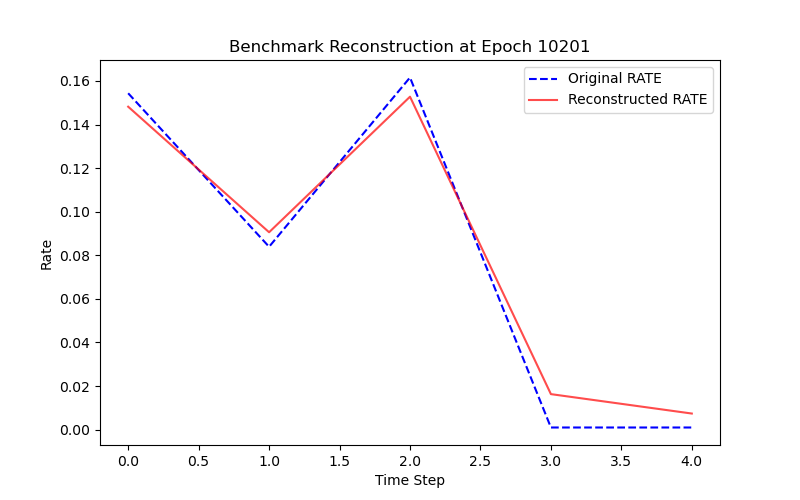 Benchmark Reconstruction at Epoch 10201
Original RATE
Reconstructed RATE
Rate
0.16
0.14
0.12
0.10
0.08
0.06
0.04
0.02
0.00
0.0 0.5 1.0 1.5 2.0 2.5 3.0 3.5 4.0
Time Step